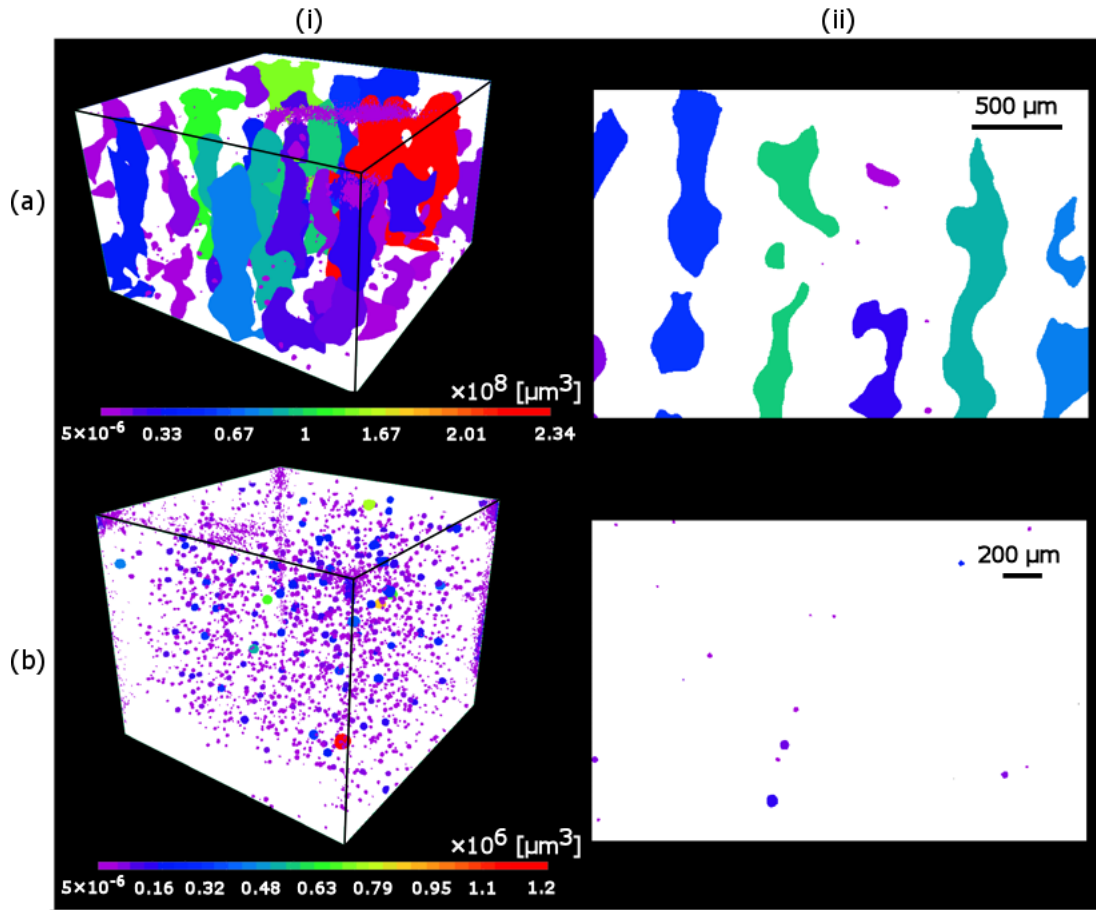 (i) (ii)
(a)
500 µm
×10⁸ [µm³]
5×10⁻⁶ 0.33 0.67 1 1.67 2.01 2.34
(b)
200 µm
×10⁶ [µm³]
5×10⁻⁶ 0.16 0.32 0.48 0.63 0.79 0.95 1.1 1.2